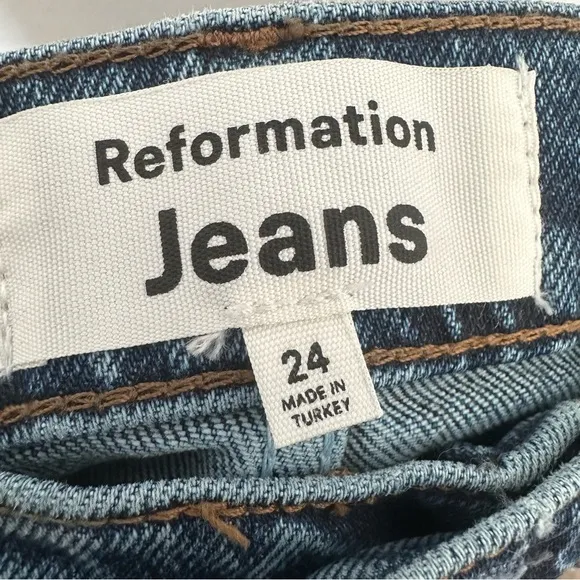 Reformation
Jeans
24
MADE IN
TURKEY